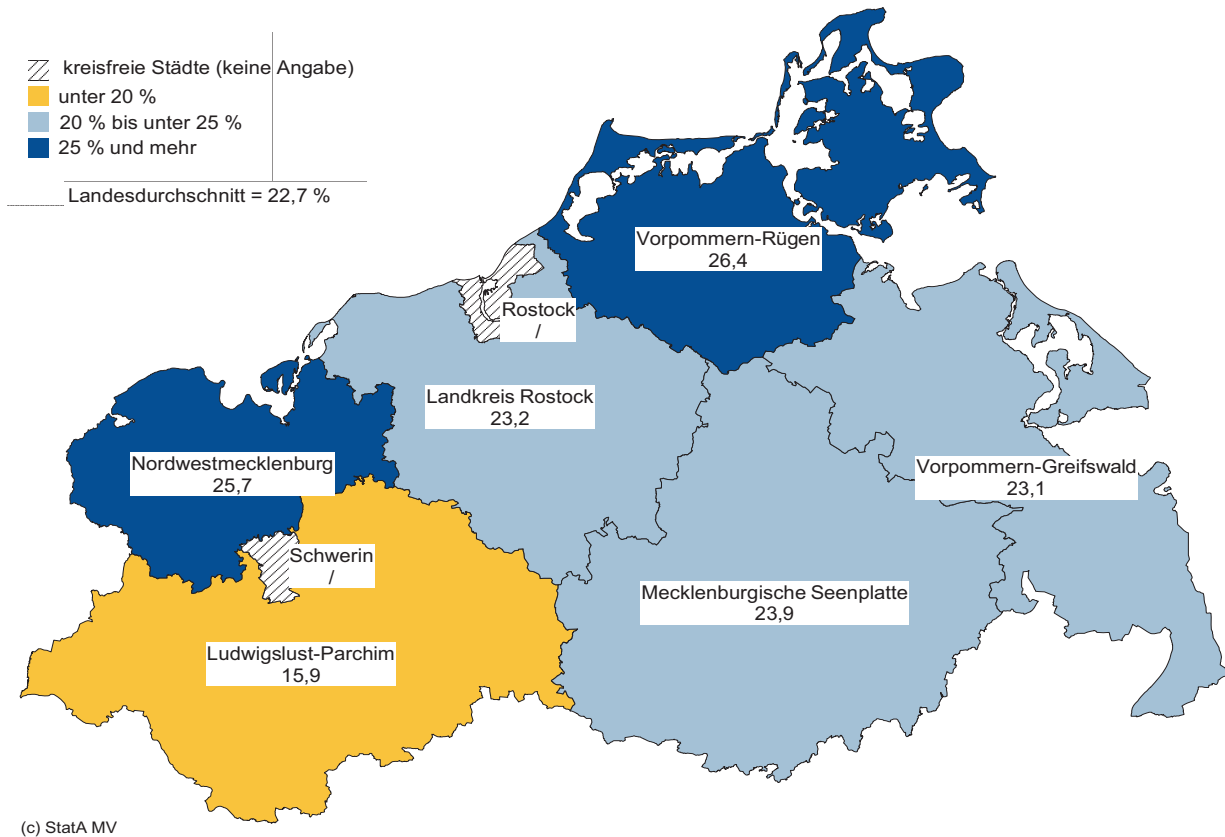 kreisfreie Städte (keine Angabe)
unter 20 %
20 % bis unter 25 %
25 % und mehr
Landesdurchschnitt = 22,7 %
Vorpommern-Rügen
26,4
Rostock
/
Landkreis Rostock
23,2
Nordwestmecklenburg
25,7
Vorpommern-Greifswald
23,1
Schwerin
/
Mecklenburgische Seenplatte
23,9
Ludwigslust-Parchim
15,9
(c) StatA MV